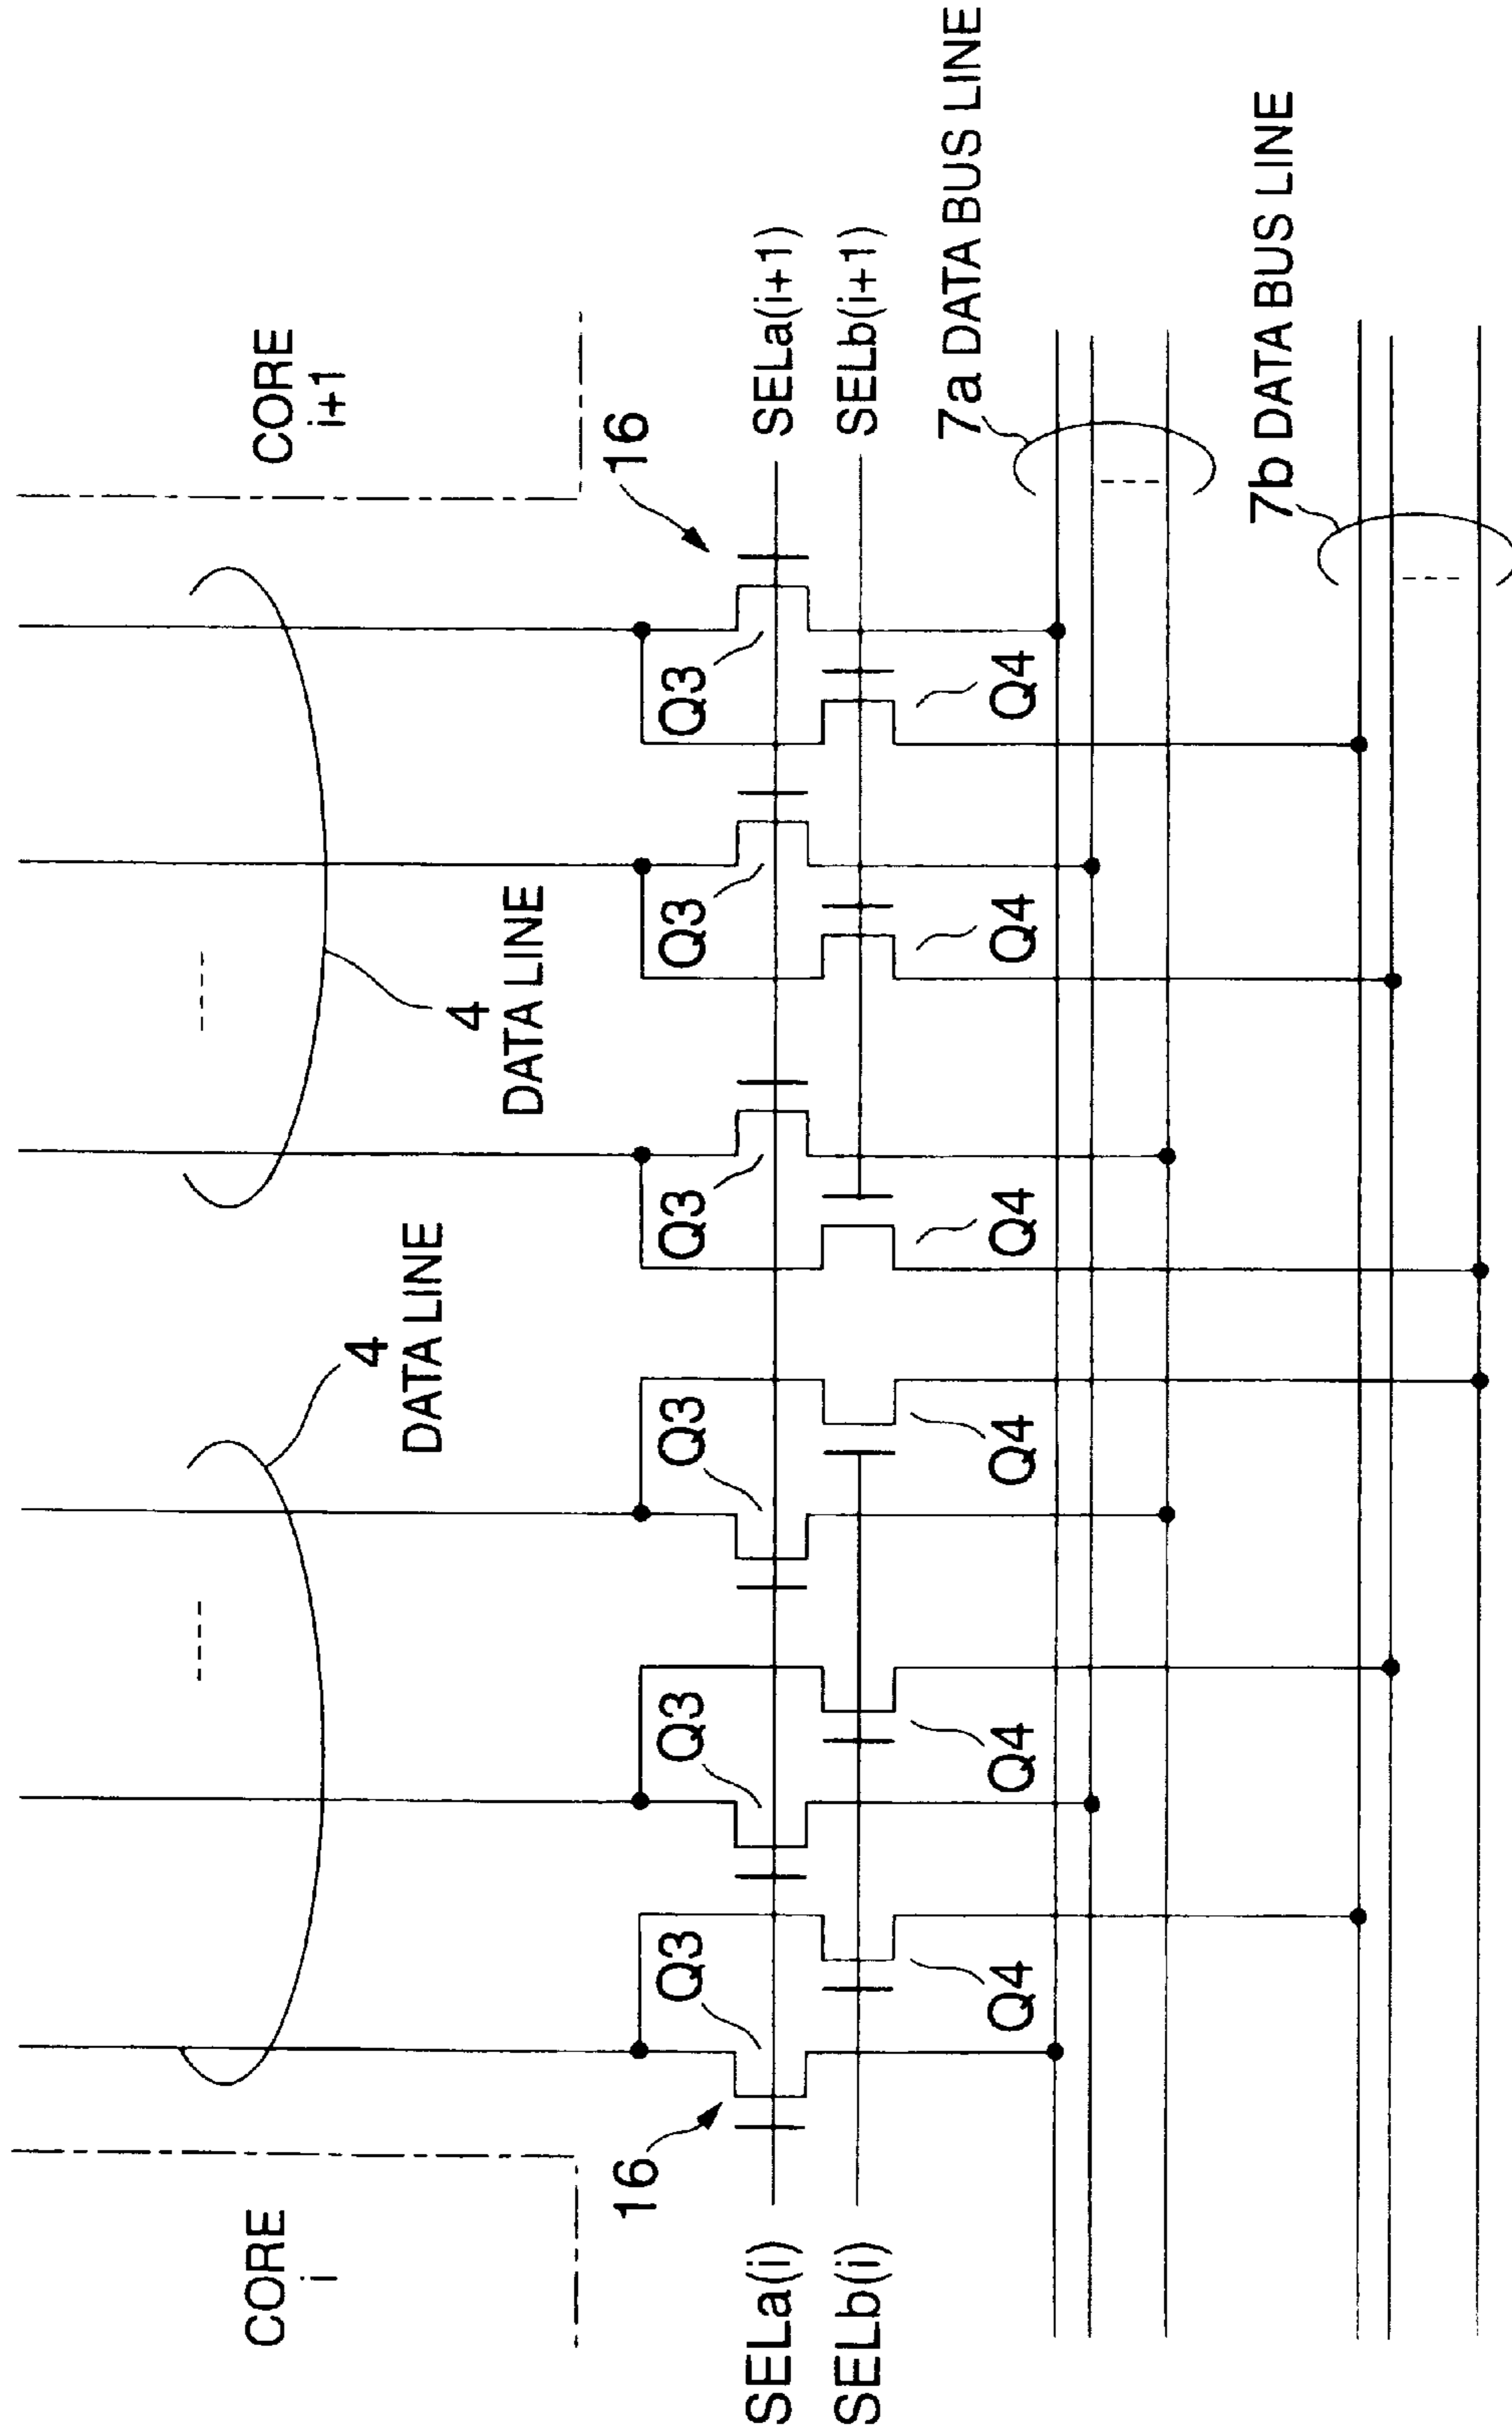 CORE
i
CORE
i+1
4
DATA LINE
4
DATA LINE
16
16
Q3
Q3
Q3
Q3
Q3
Q3
SELa(i)
SELa(i+1)
SELb(i)
SELb(i+1)
Q4
Q4
Q4
Q4
Q4
Q4
7a DATA BUS LINE
7b DATA BUS LINE